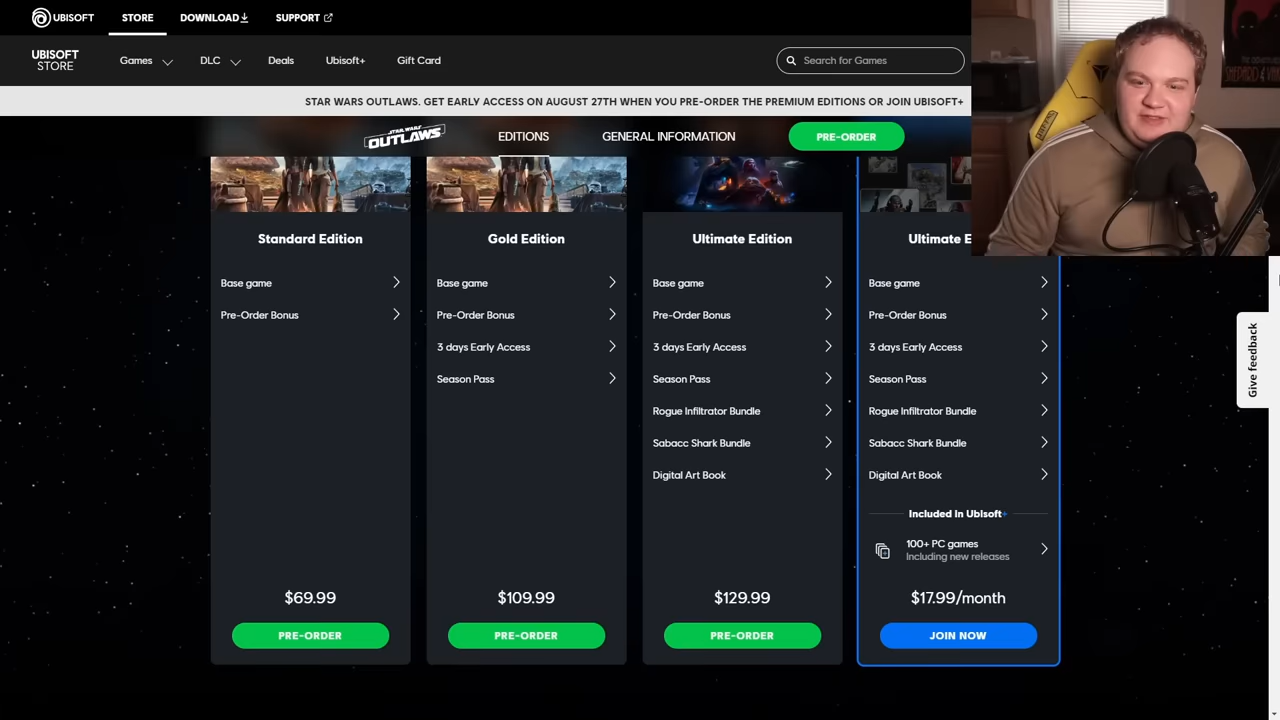 UBISOFT
STORE
DOWNLOAD
SUPPORT
UBISOFT
STORE
Games
DLC
Deals
Ubisoft+
Gift Card
Search for Games
STAR WARS OUTLAWS. GET EARLY ACCESS ON AUGUST 27TH WHEN YOU PRE-ORDER THE PREMIUM EDITIONS OR JOIN UBISOFT+
STAR WARS
OUTLAWS
EDITIONS
GENERAL INFORMATION
PRE-ORDER
Standard Edition
Base game
Pre-Order Bonus
$69.99
PRE-ORDER
Gold Edition
Base game
Pre-Order Bonus
3 days Early Access
Season Pass
$109.99
PRE-ORDER
Ultimate Edition
Base game
Pre-Order Bonus
3 days Early Access
Season Pass
Rogue Infiltrator Bundle
Sabacc Shark Bundle
Digital Art Book
$129.99
PRE-ORDER
Ultimate E
Base game
Pre-Order Bonus
3 days Early Access
Season Pass
Rogue Infiltrator Bundle
Sabacc Shark Bundle
Digital Art Book
Included In Ubisoft+
100+ PC games
Including new releases
$17.99/month
JOIN NOW
Give feedback